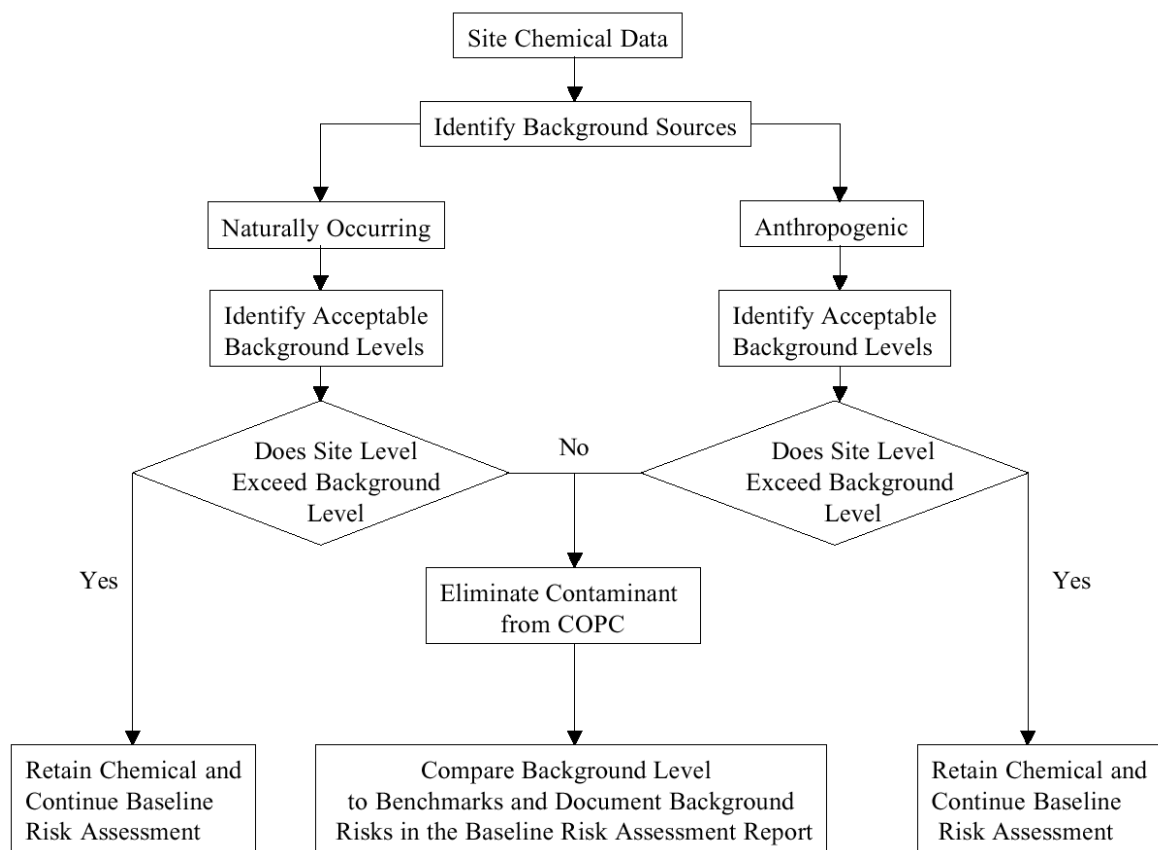 Site Chemical Data
Identify Background Sources
Naturally Occurring
Anthropogenic
Identify Acceptable
Background Levels
Identify Acceptable
Background Levels
Does Site Level
Exceed Background
Level
No
Does Site Level
Exceed Background
Level
Yes
Eliminate Contaminant
from COPC
Yes
Retain Chemical and
Continue Baseline
Risk Assessment
Compare Background Level
to Benchmarks and Document Background
Risks in the Baseline Risk Assessment Report
Retain Chemical and
Continue Baseline
Risk Assessment